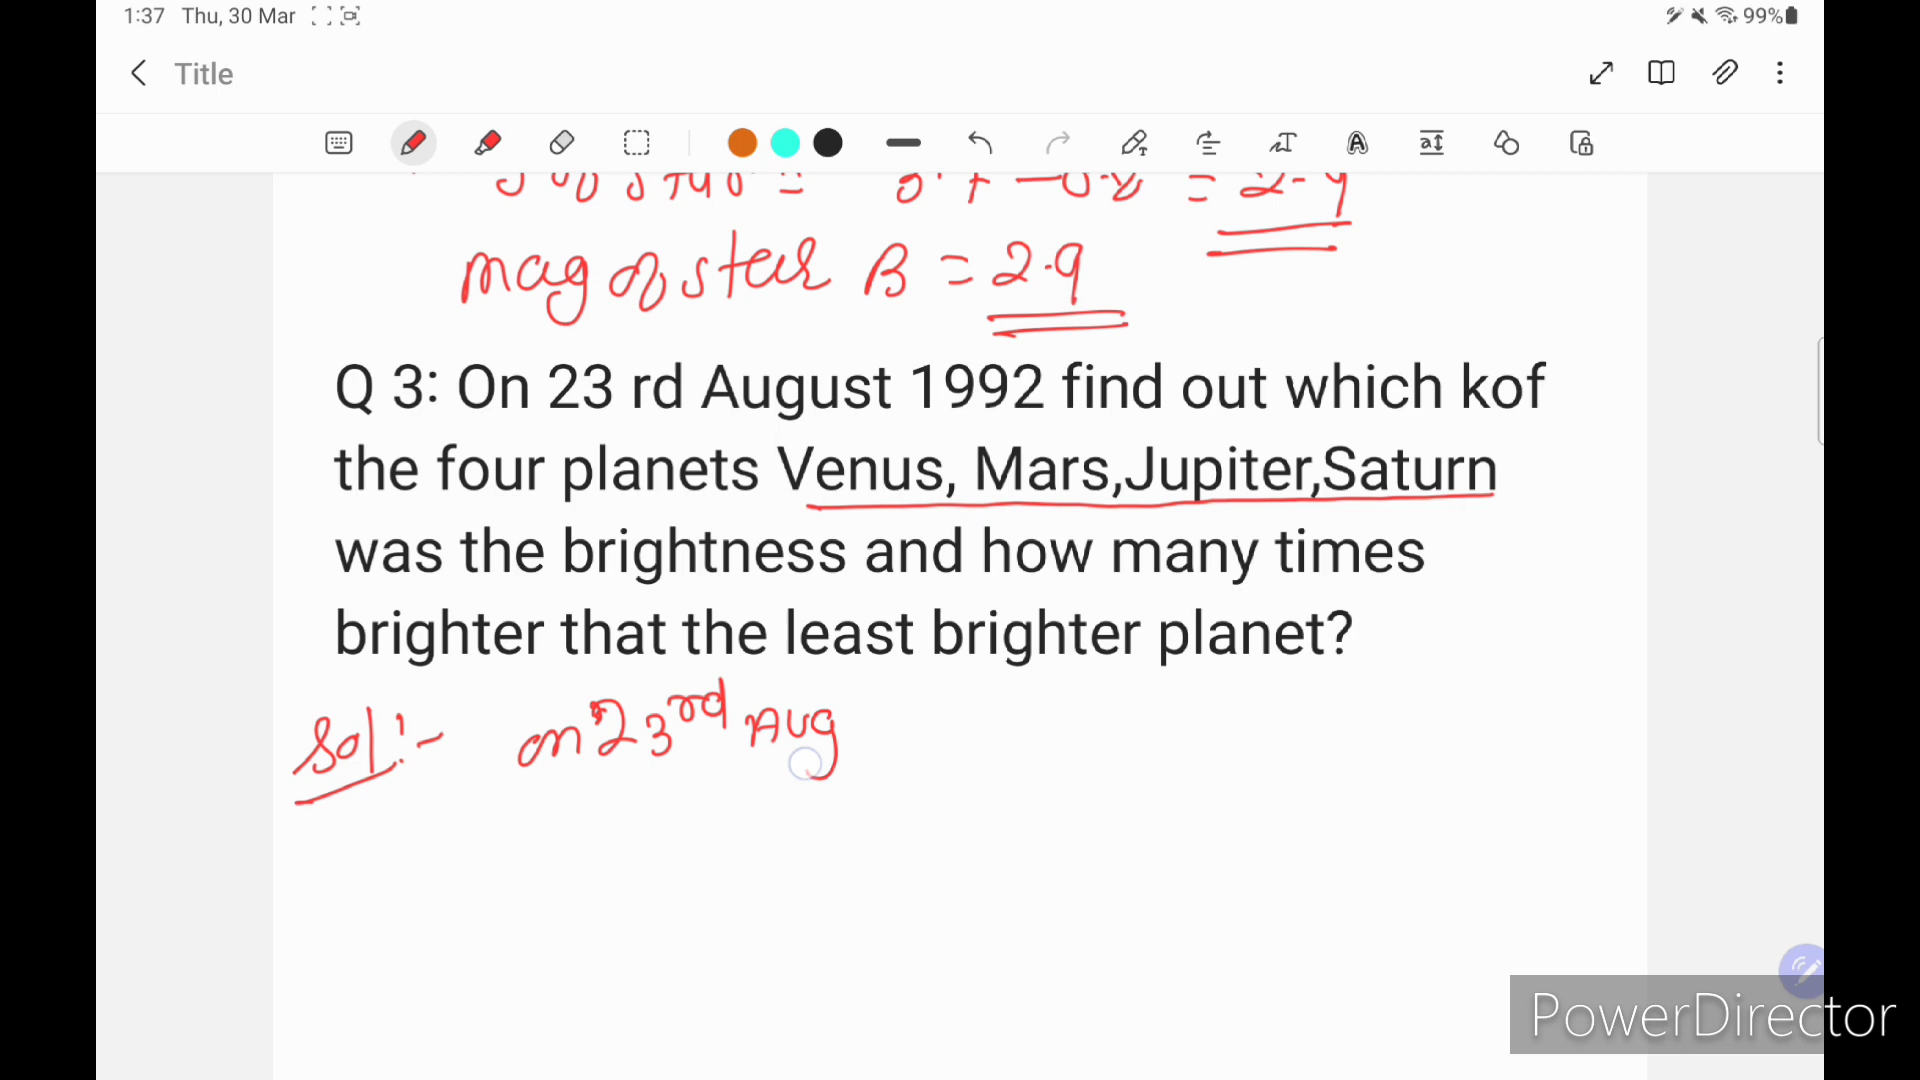 1:37 Thu, 30 Mar 99%
Title
= 2.9
mag of star B = 2.9
Q 3: On 23 rd August 1992 find out which kof
the four planets Venus, Mars,Jupiter,Saturn
was the brightness and how many times
brighter that the least brighter planet?
Sol:- on 23rd Aug
PowerDirector